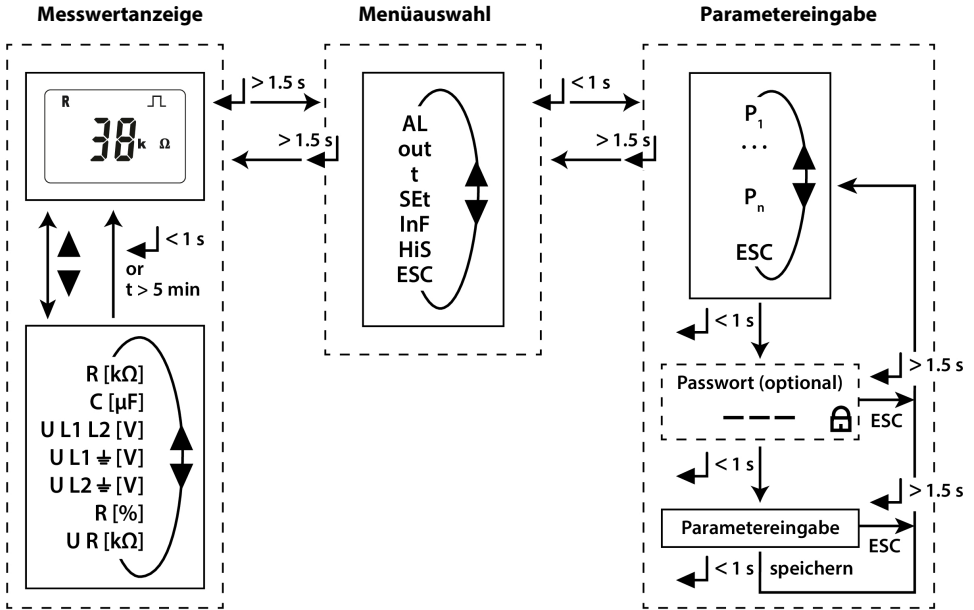 Messwertanzeige
R
38 k Ω
< 1 s
or
t > 5 min
R [kΩ]
C [µF]
U L1 L2 [V]
U L1 ⏚ [V]
U L2 ⏚ [V]
R [%]
U R [kΩ]
> 1.5 s
> 1.5 s
Menüauswahl
AL
out
t
SEt
InF
HiS
ESC
< 1 s
> 1.5 s
Parametereingabe
P1
...
Pn
ESC
< 1 s
> 1.5 s
Passwort (optional)
ESC
< 1 s
> 1.5 s
Parametereingabe
ESC
< 1 s
speichern